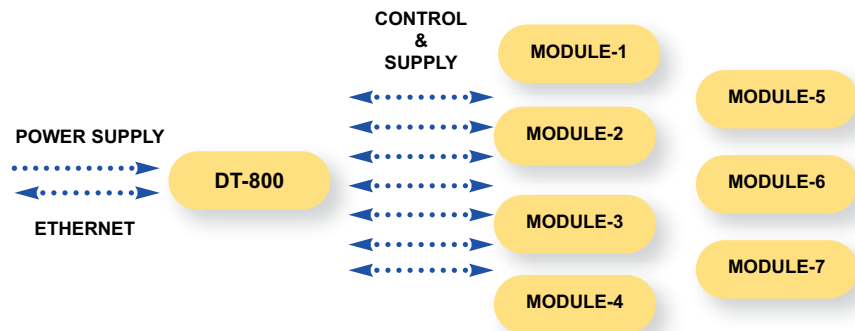 POWER SUPPLY
ETHERNET
DT-800
CONTROL
&
SUPPLY
MODULE-1
MODULE-2
MODULE-3
MODULE-4
MODULE-5
MODULE-6
MODULE-7